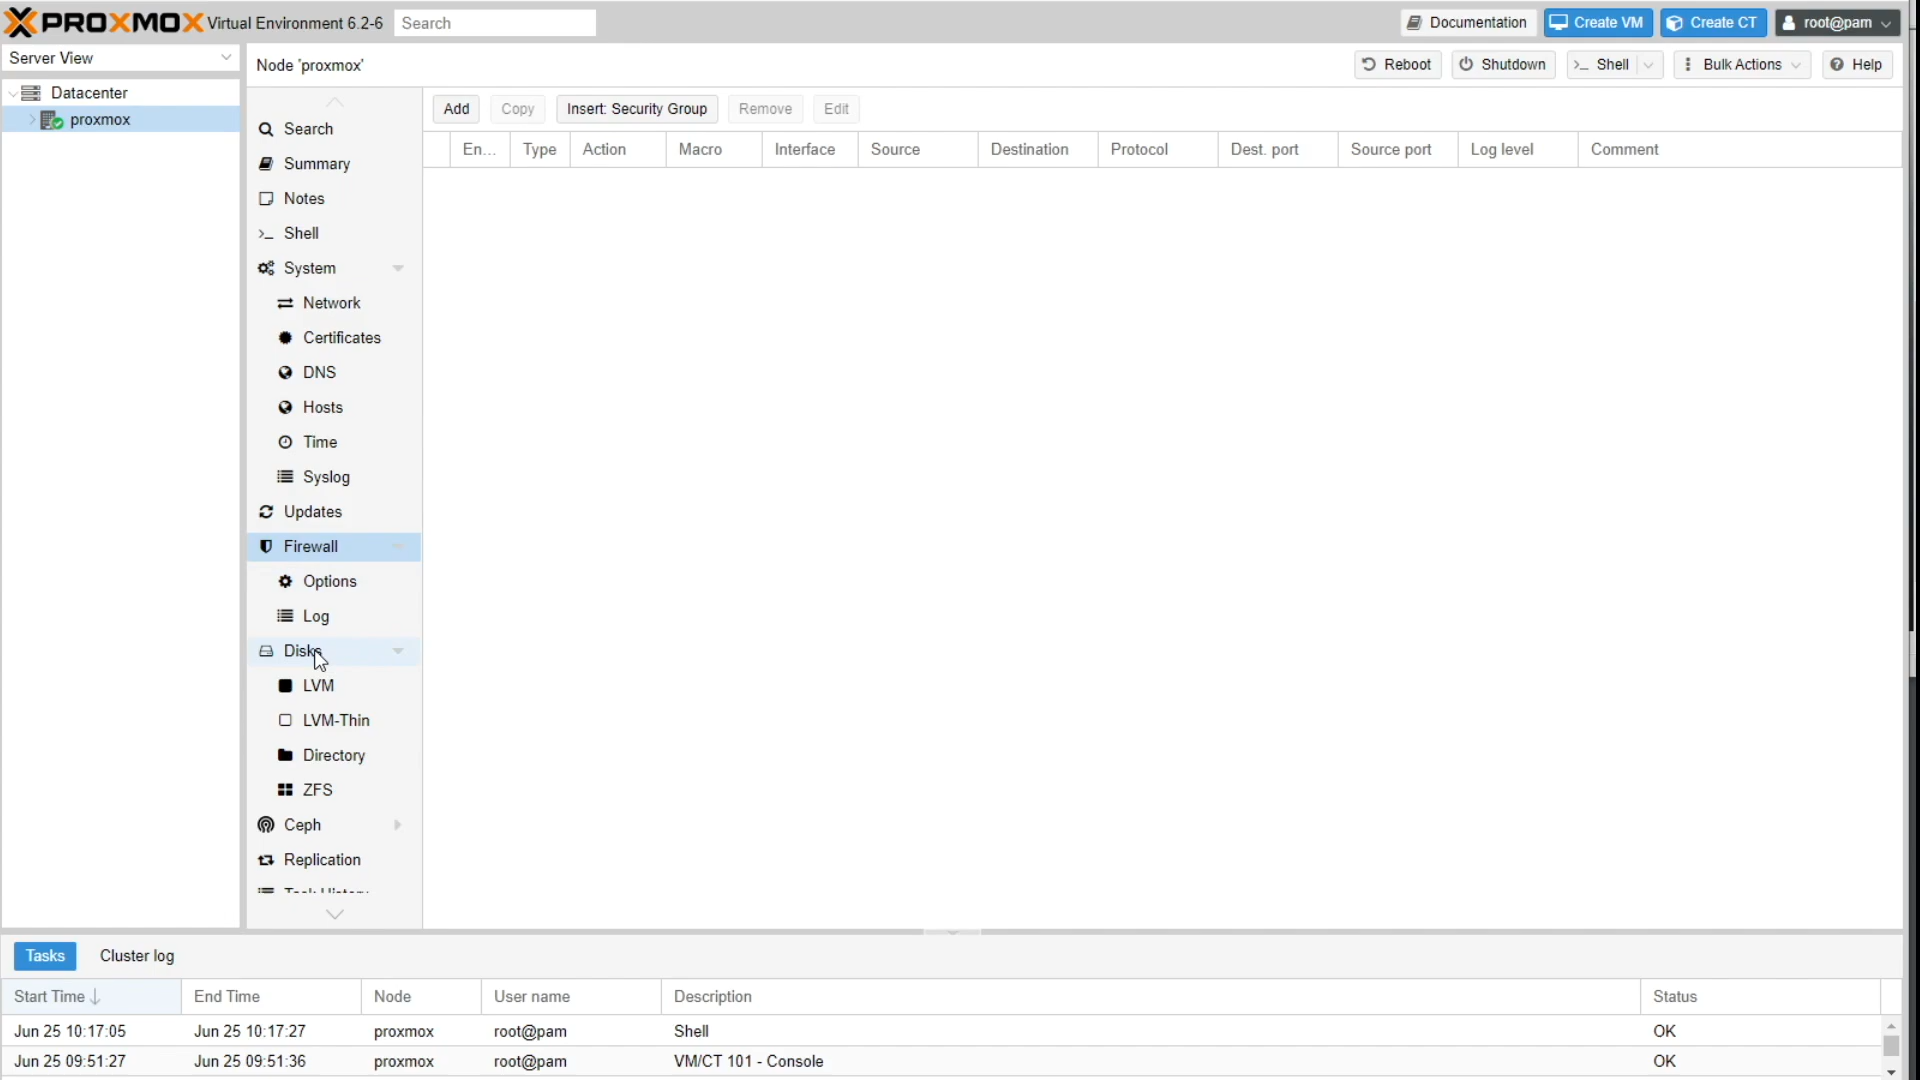 PROXMOX Virtual Environment 6.2-6 Search Documentation Create VM Create CT root@pam
Server View
Node 'proxmox' Reboot Shutdown >_ Shell Bulk Actions Help
Datacenter
proxmox
Add Copy Insert: Security Group Remove Edit
En... Type Action Macro Interface Source Destination Protocol Dest. port Source port Log level Comment
Search
Summary
Notes
>_ Shell
System
Network
Certificates
DNS
Hosts
Time
Syslog
Updates
Firewall
Options
Log
Disks
LVM
LVM-Thin
Directory
ZFS
Ceph
Replication
Task History
Tasks Cluster log
Start Time End Time Node User name Description Status
Jun 25 10:17:05 Jun 25 10:17:27 proxmox root@pam Shell OK
Jun 25 09:51:27 Jun 25 09:51:36 proxmox root@pam VM/CT 101 - Console OK